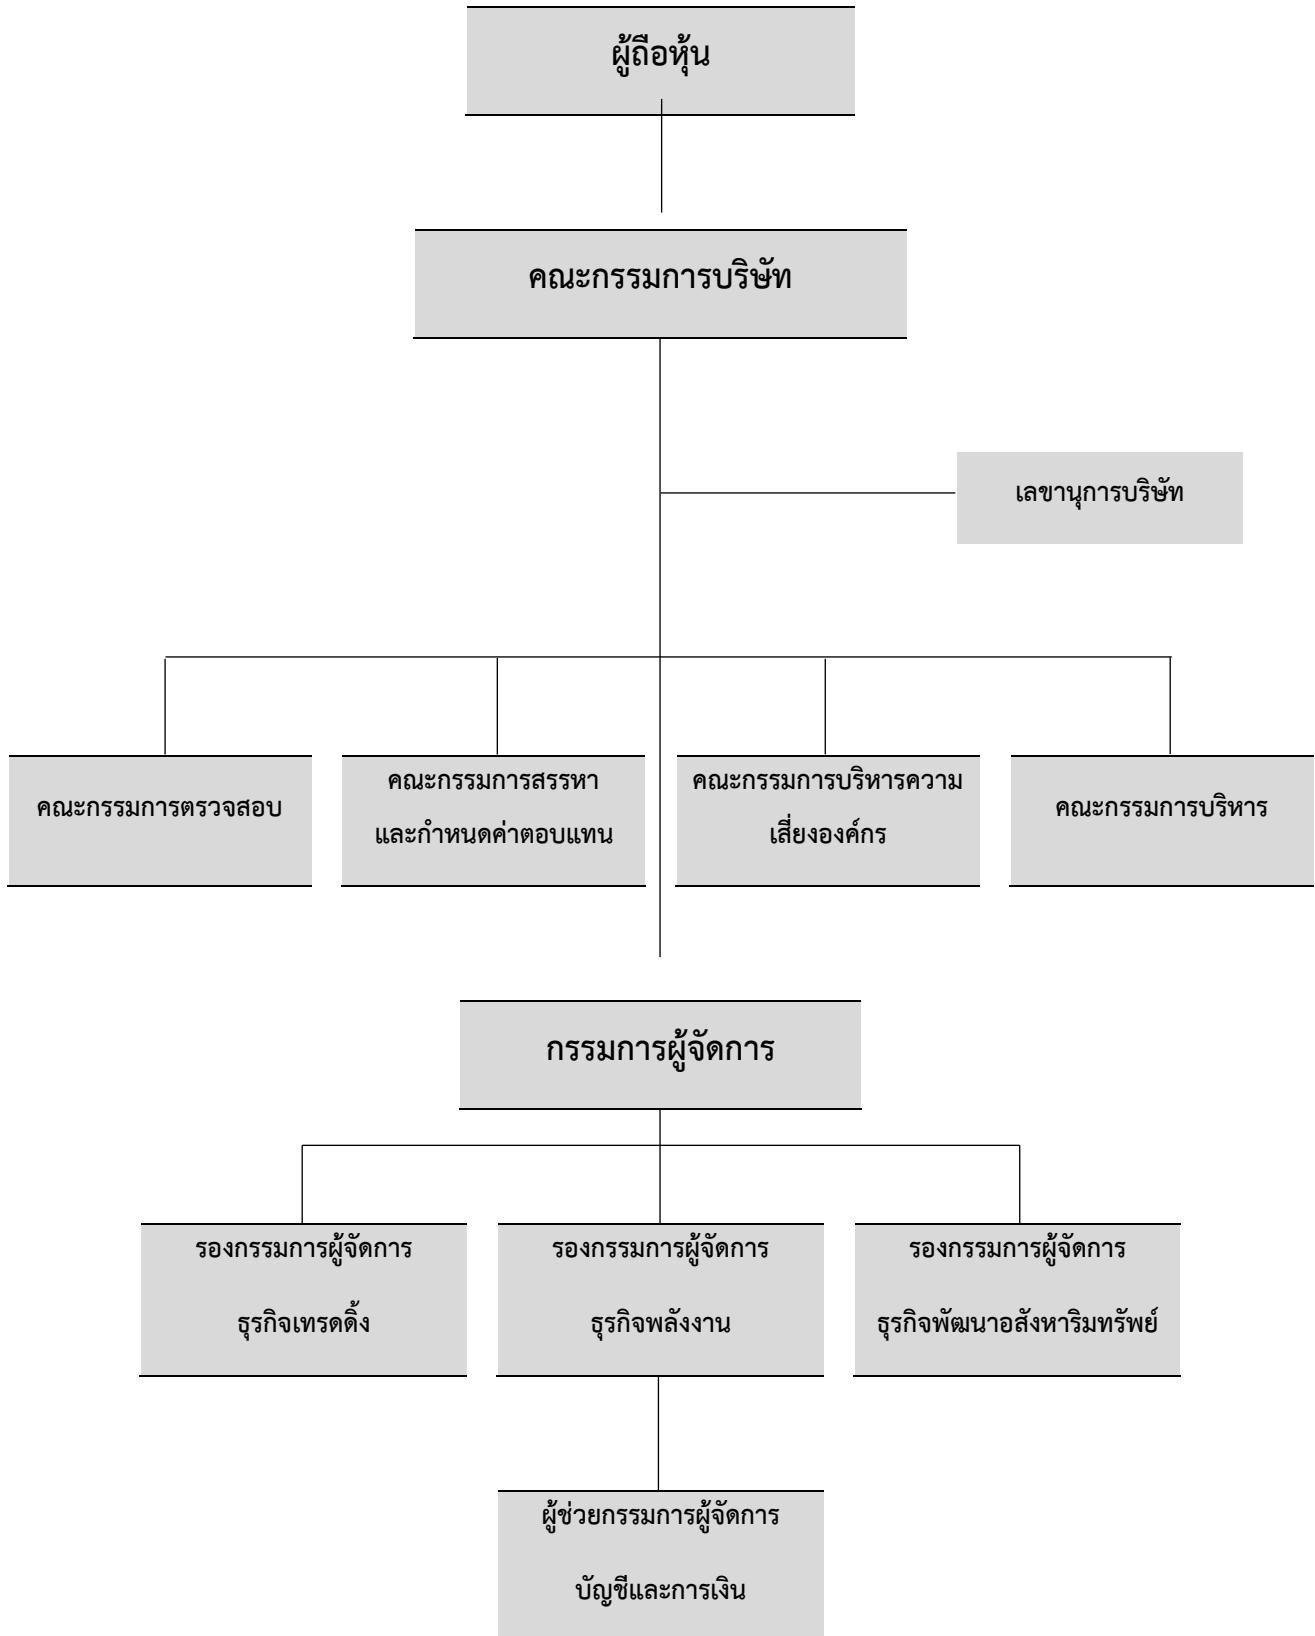 ผู้ถือหุ้น
คณะกรรมการบริษัท
เลขานุการบริษัท
คณะกรรมการตรวจสอบ
คณะกรรมการสรรหา
และกำหนดค่าตอบแทน
คณะกรรมการบริหารความ
เสี่ยงองค์กร
คณะกรรมการบริหาร
กรรมการผู้จัดการ
รองกรรมการผู้จัดการ
ธุรกิจเทรดดิ้ง
รองกรรมการผู้จัดการ
ธุรกิจพลังงาน
รองกรรมการผู้จัดการ
ธุรกิจพัฒนาอสังหาริมทรัพย์
ผู้ช่วยกรรมการผู้จัดการ
บัญชีและการเงิน